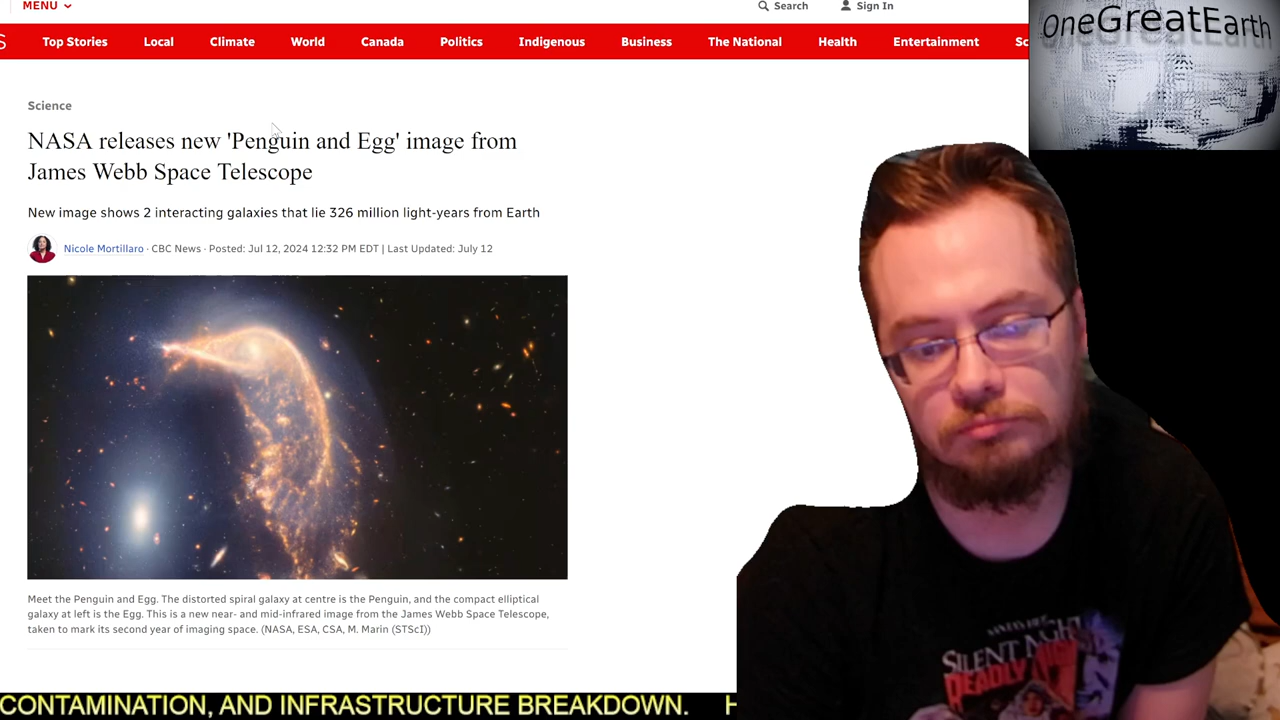 MENU
Search
Sign In
OneGreatEarth
S
Top Stories
Local
Climate
World
Canada
Politics
Indigenous
Business
The National
Health
Entertainment
Sc
Science
NASA releases new 'Penguin and Egg' image from
James Webb Space Telescope
New image shows 2 interacting galaxies that lie 326 million light-years from Earth
Nicole Mortillaro · CBC News · Posted: Jul 12, 2024 12:32 PM EDT | Last Updated: July 12
Meet the Penguin and Egg. The distorted spiral galaxy at centre is the Penguin, and the compact elliptical
galaxy at left is the Egg. This is a new near- and mid-infrared image from the James Webb Space Telescope,
taken to mark its second year of imaging space. (NASA, ESA, CSA, M. Marin (STScI))
SILENT NIGHT
DEADLY NIGHT
CONTAMINATION, AND INFRASTRUCTURE BREAKDOWN. H